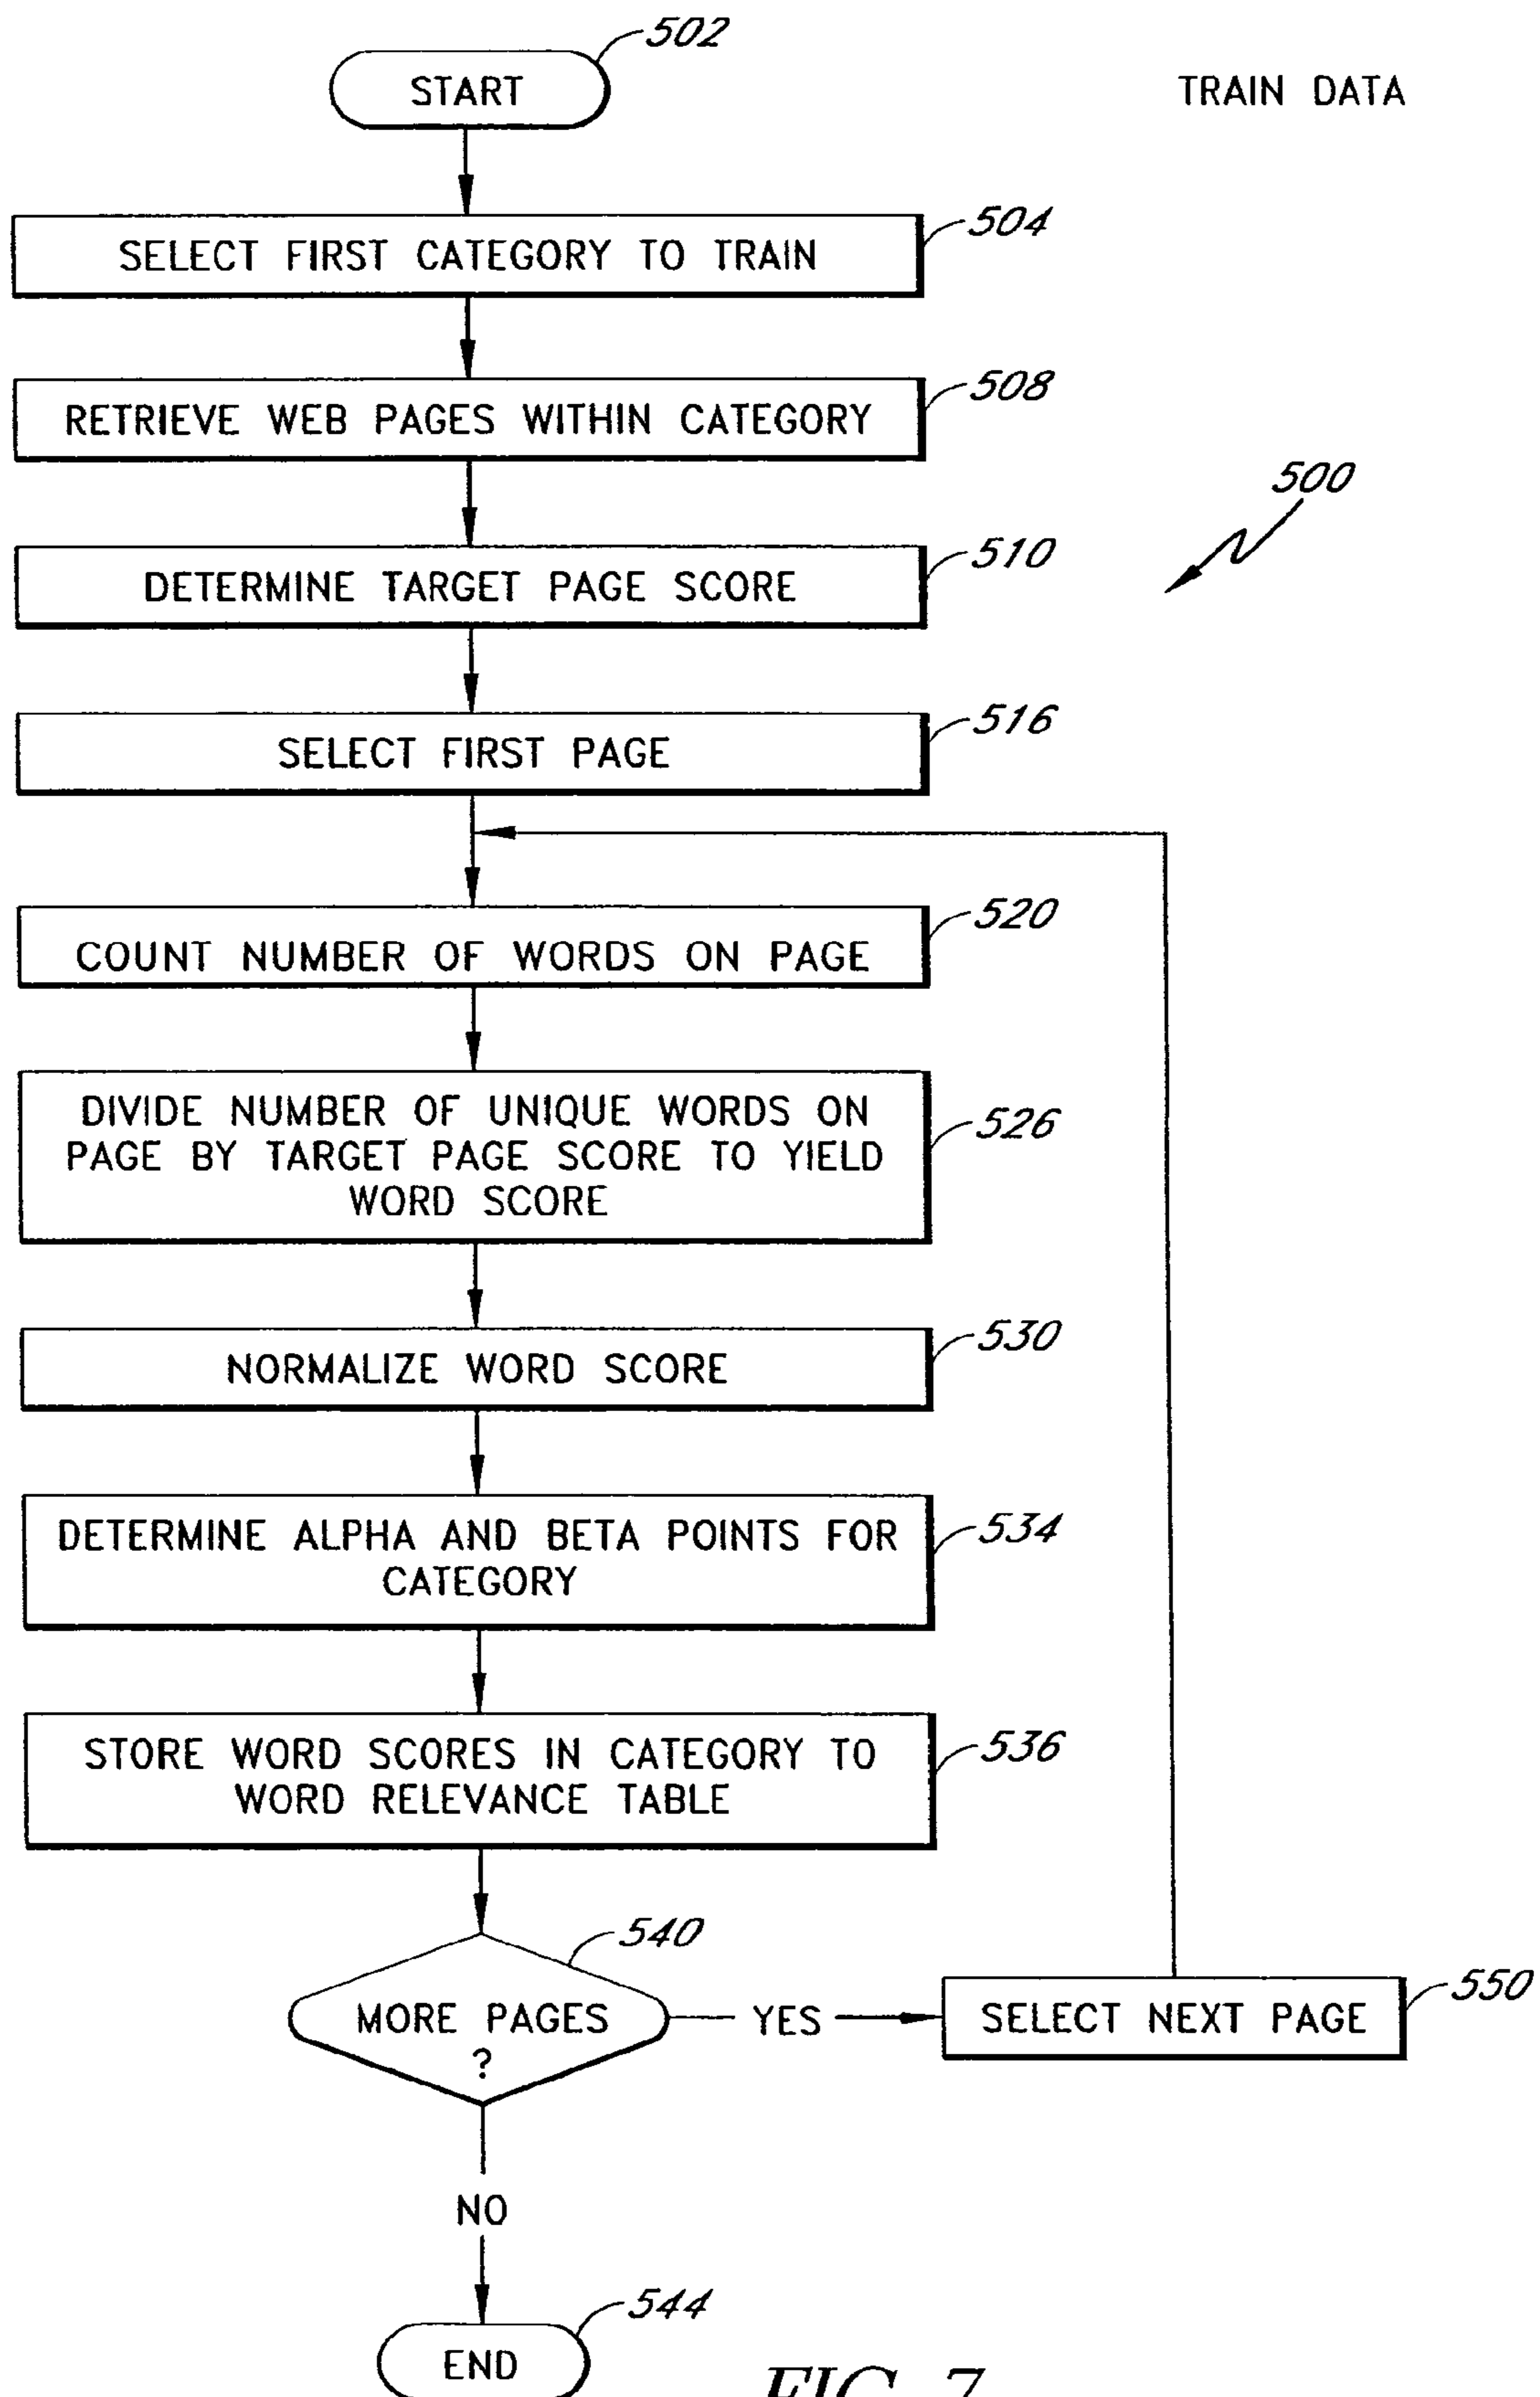 502
START
TRAIN DATA
504
SELECT FIRST CATEGORY TO TRAIN
508
RETRIEVE WEB PAGES WITHIN CATEGORY
500
510
DETERMINE TARGET PAGE SCORE
516
SELECT FIRST PAGE
520
COUNT NUMBER OF WORDS ON PAGE
DIVIDE NUMBER OF UNIQUE WORDS ON
526
PAGE BY TARGET PAGE SCORE TO YIELD
WORD SCORE
530
NORMALIZE WORD SCORE
534
DETERMINE ALPHA AND BETA POINTS FOR
CATEGORY
536
STORE WORD SCORES IN CATEGORY TO
WORD RELEVANCE TABLE
540
MORE PAGES
?
YES
550
SELECT NEXT PAGE
NO
544
END
FIG. 7